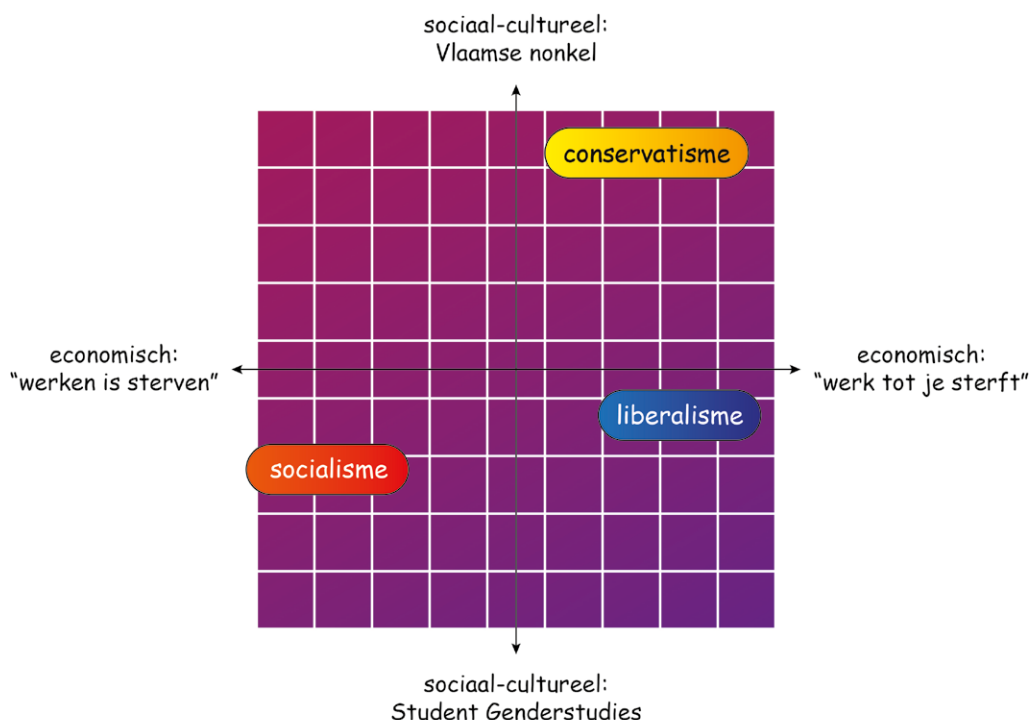 sociaal-cultureel:
Vlaamse nonkel
conservatisme
economisch:
“werken is sterven”
economisch:
“werk tot je sterft”
liberalisme
socialisme
sociaal-cultureel:
Student Genderstudies